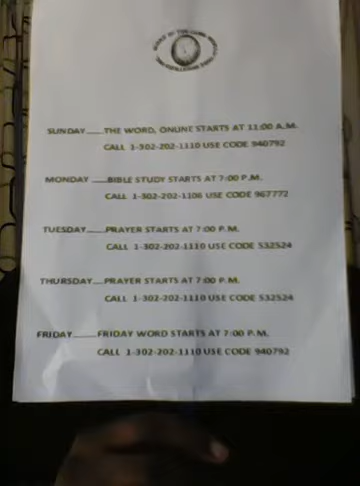 SUNDAY......THE WORD, ONLINE STARTS AT 11:00 A.M.
CALL 1-302-202-1110 USE CODE 940792
MONDAY ......BIBLE STUDY STARTS AT 7:00 P.M.
CALL 1-302-202-1106 USE CODE 967772
TUESDAY......PRAYER STARTS AT 7:00 P.M.
CALL 1-302-202-1110 USE CODE 532524
THURSDAY......PRAYER STARTS AT 7:00 P.M.
CALL 1-302-202-1110 USE CODE 532524
FRIDAY.........FRIDAY WORD STARTS AT 7:00 P.M.
CALL 1-302-202-1110 USE CODE 940792